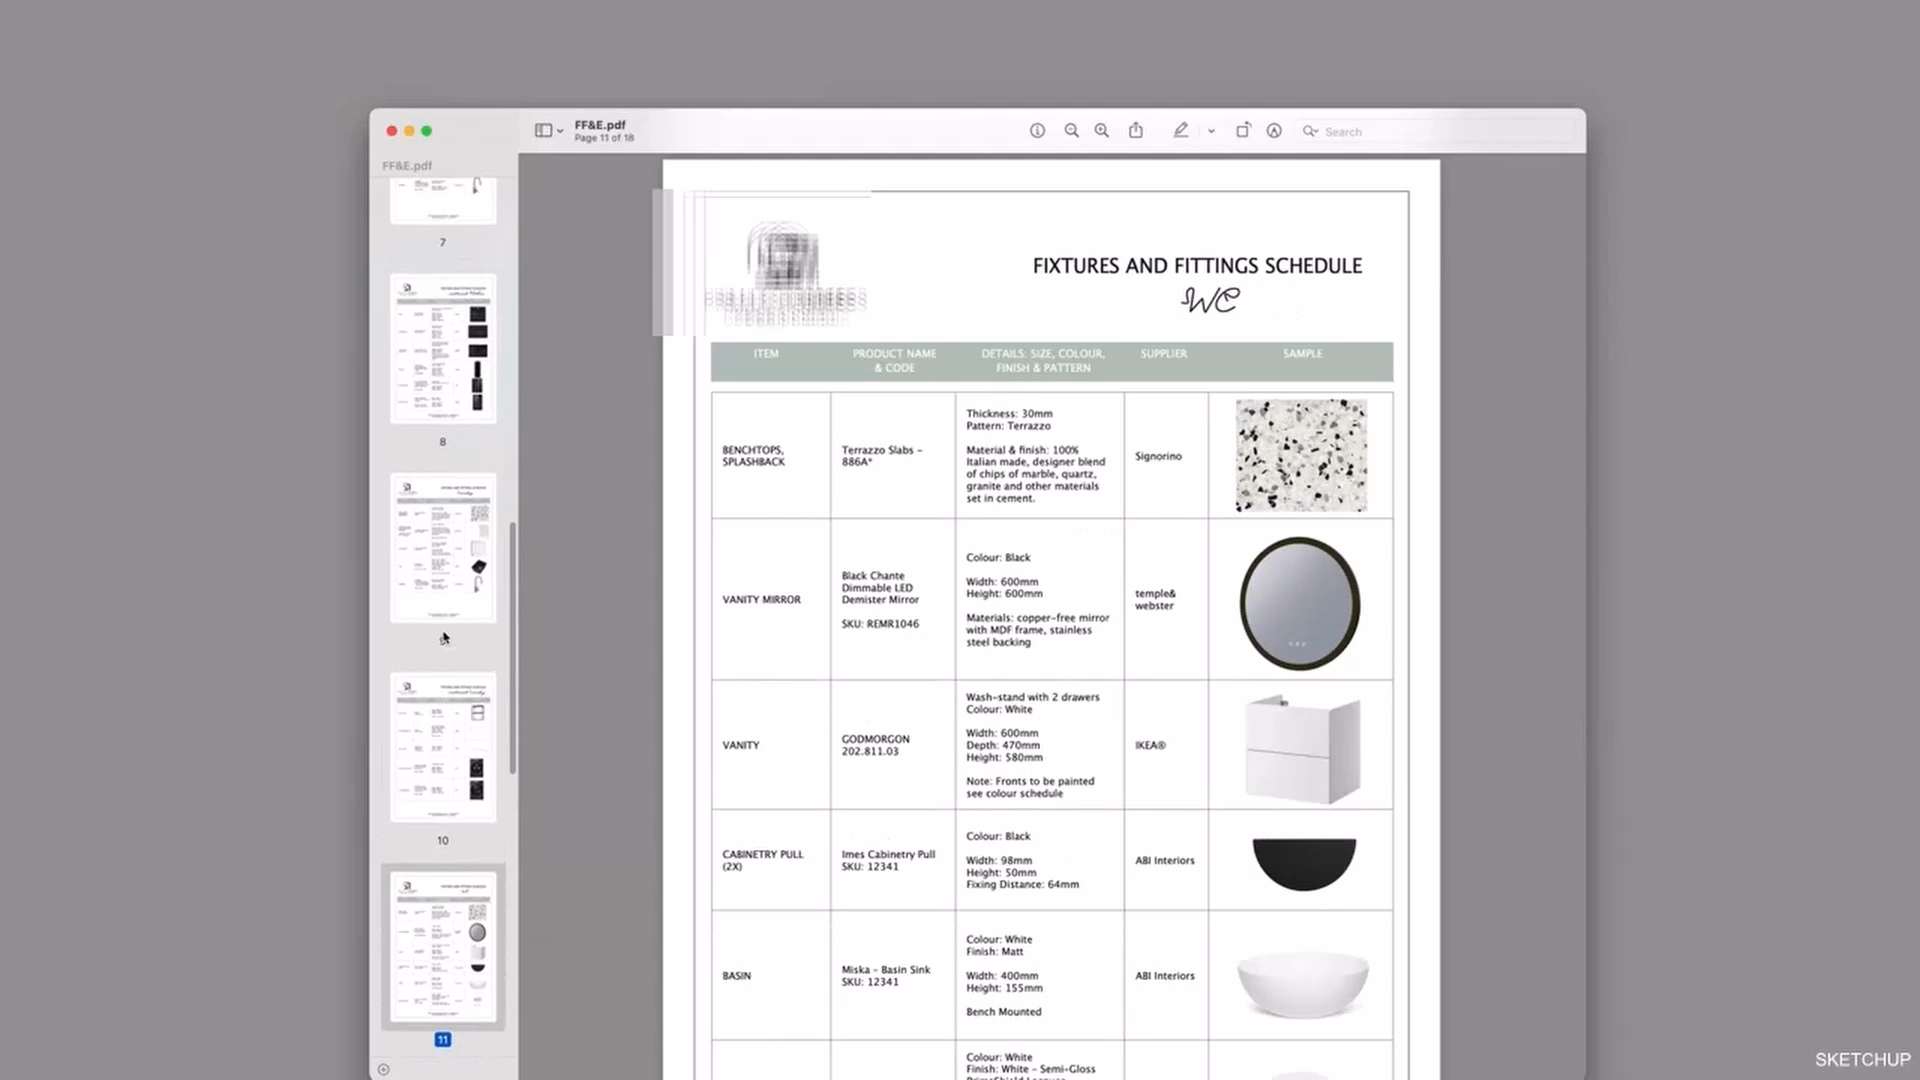 FF&E.pdf
Page 11 of 18
Search
FF&E.pdf
7
8
10
11
FIXTURES AND FITTINGS SCHEDULE
WC
ITEM
PRODUCT NAME
& CODE
DETAILS: SIZE, COLOUR,
FINISH & PATTERN
SUPPLIER
SAMPLE
BENCHTOPS,
SPLASHBACK
Terrazzo Slabs –
886A*
Thickness: 30mm
Pattern: Terrazzo
Material & finish: 100%
Italian made, designer blend
of chips of marble, quartz,
granite and other materials
set in cement.
Signorino
VANITY MIRROR
Black Chante
Dimmable LED
Demister Mirror
SKU: REMR1046
Colour: Black
Width: 600mm
Height: 600mm
Materials: copper-free mirror
with MDF frame, stainless
steel backing
temple&
webster
VANITY
GODMORGON
202.811.03
Wash-stand with 2 drawers
Colour: White
Width: 600mm
Depth: 470mm
Height: 580mm
Note: Fronts to be painted
see colour schedule
IKEA®
CABINETRY PULL
(2X)
Imes Cabinetry Pull
SKU: 12341
Colour: Black
Width: 98mm
Height: 50mm
Fixing Distance: 64mm
ABI Interiors
BASIN
Miska – Basin Sink
SKU: 12341
Colour: White
Finish: Matt
Width: 400mm
Height: 155mm
Bench Mounted
ABI Interiors
Colour: White
Finish: White – Semi-Gloss
SKETCHUP